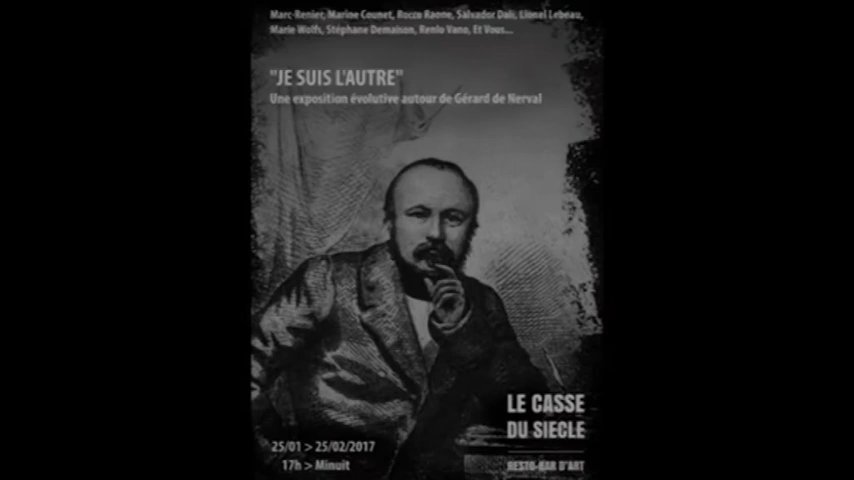 Marc-Renier, Marine Counet, Rocco Raone, Salvador Dali, Lionel Lebeau,
Marie Wolfs, Stéphane Demaison, Renlo Vano, Et Vous...
"JE SUIS L'AUTRE"
Une exposition évolutive autour de Gérard de Nerval
LE CASSE
DU SIECLE
25/01 > 25/02/2017
17h > Minuit
RESTO-BAR D'ART